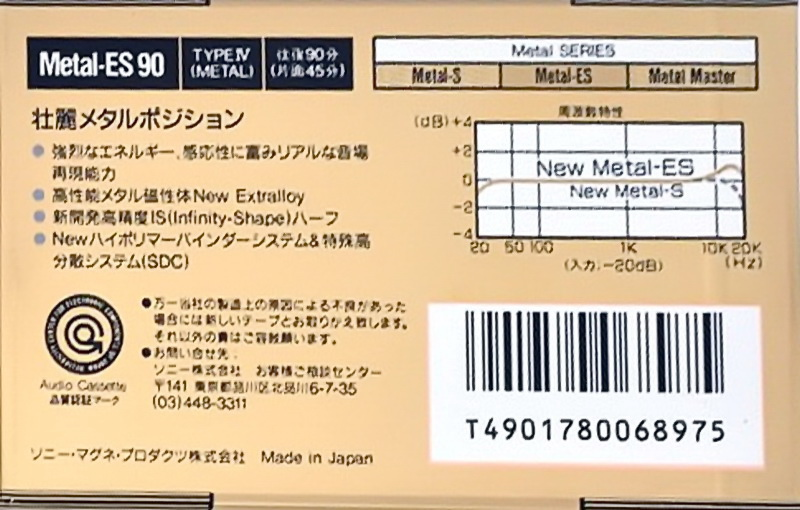 Metal-ES 90
TYPE Ⅳ
(METAL)
往復90分
(片面45分)
Metal SERIES
Metal-S
Metal-ES
Metal Master
壮麗メタルポジション
●強烈なエネルギー、感応性に富みリアルな音場
再現能力
●高性能メタル磁性体New Extralloy
●新開発高精度IS(Infinity-Shape)ハーフ
●Newハイポリマーバインダーシステム&特殊高
分散システム(SDC)
周波数特性
(dB)
+4
+2
0
−2
−4
New Metal-ES
New Metal-S
20 50 100 1K 10K 20K
(入力:−20dB) (Hz)
Audio Cassette
品質認証マーク
●万一当社の製造上の原因による不良があった
場合には新しいテープとお取りかえ致します。
それ以外の責はご容赦願います。
●お問い合せ先:
ソニー株式会社 お客様ご相談センター
〒141 東京都品川区北品川6-7-35
(03)448-3311
ソニー・マグネ・プロダクツ株式会社 Made in Japan
T4901780068975